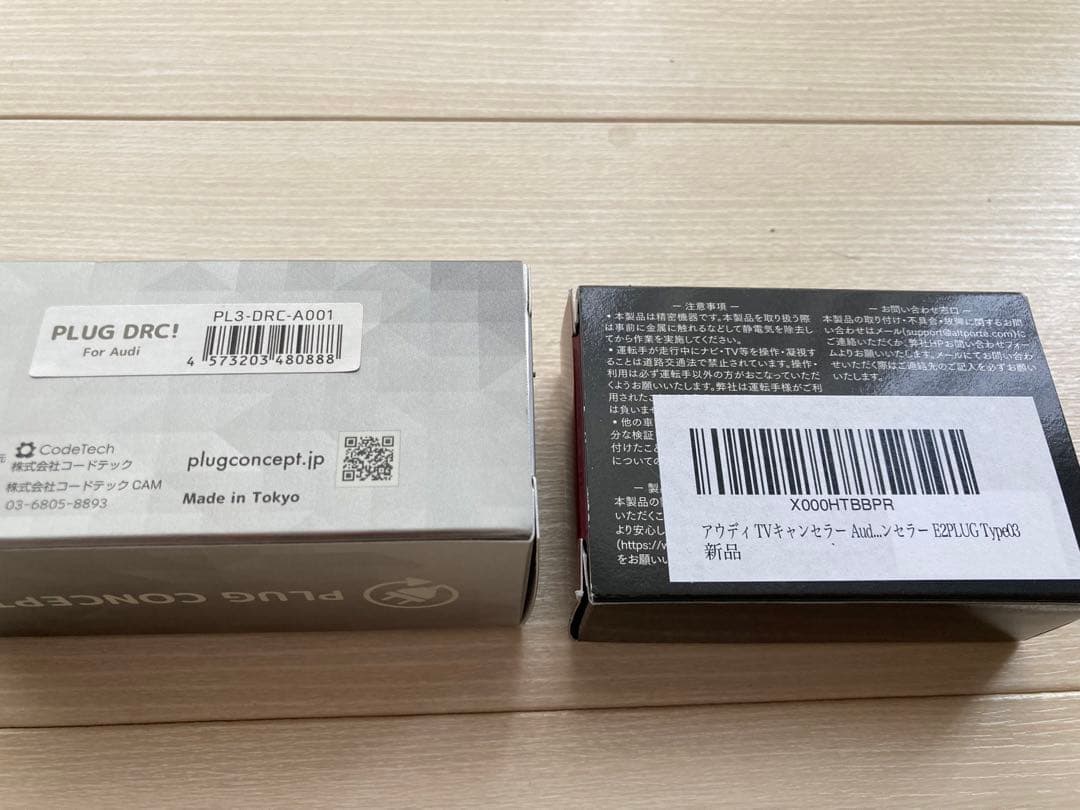 PLUG DRC!
For Audi
PL3-DRC-A001
4 573203 480888
元
CodeTech
株式会社コードテック
株式会社コードテック CAM
03-6805-8893
plugconcept.jp
Made in Tokyo
PLUG CONCEPT
― 注意事項 ―
・本製品は精密機器です。本製品を取り扱う際
は事前に金属に触れるなどして静電気を除去し
てから作業を実施してください。
・運転手が走行中にナビ・TV等を操作・凝視す
ることは道路交通法で禁止されています。操作・
利用は必ず運転手以外の方がおこなっていただ
くようお願いいたします。弊社は運転手様がご利
用されたこ
は負いませ
・他の車
分な検証
付けたこと
についての
― 製
本製品の
いただくこ
より安心し
(https://w
をお願い
― お問い合わせ窓口 ―
本製品の取り付け・不具合・故障に関するお問
い合わせはメール(support@altporte.com)にて
ご連絡いただくか、弊社HPお問い合わせフォー
ムよりお願いいたします。メールにてお問い合わ
せいただく際はご連絡先のご記入を必ずお願い
いたします。
X000HTBBPR
アウディ TVキャンセラー Aud...ンセラー E2PLUG Type03
新品